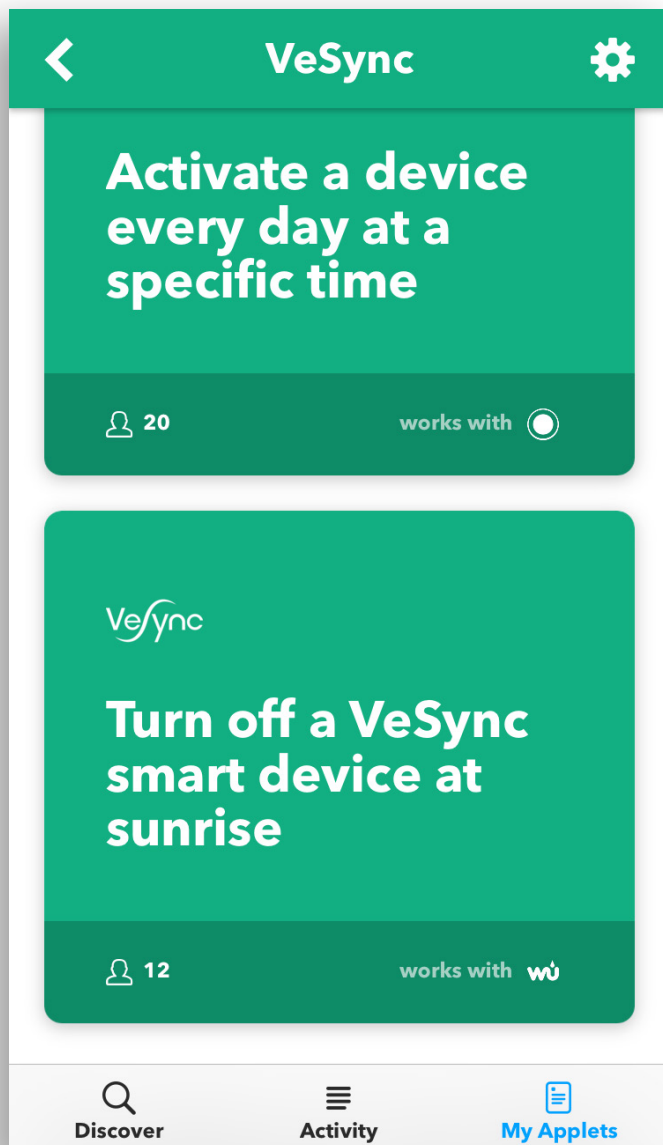 VeSync
Activate a device
every day at a
specific time
20
works with
VeSync
Turn off a VeSync
smart device at
sunrise
12
works with wu
Discover
Activity
My Applets